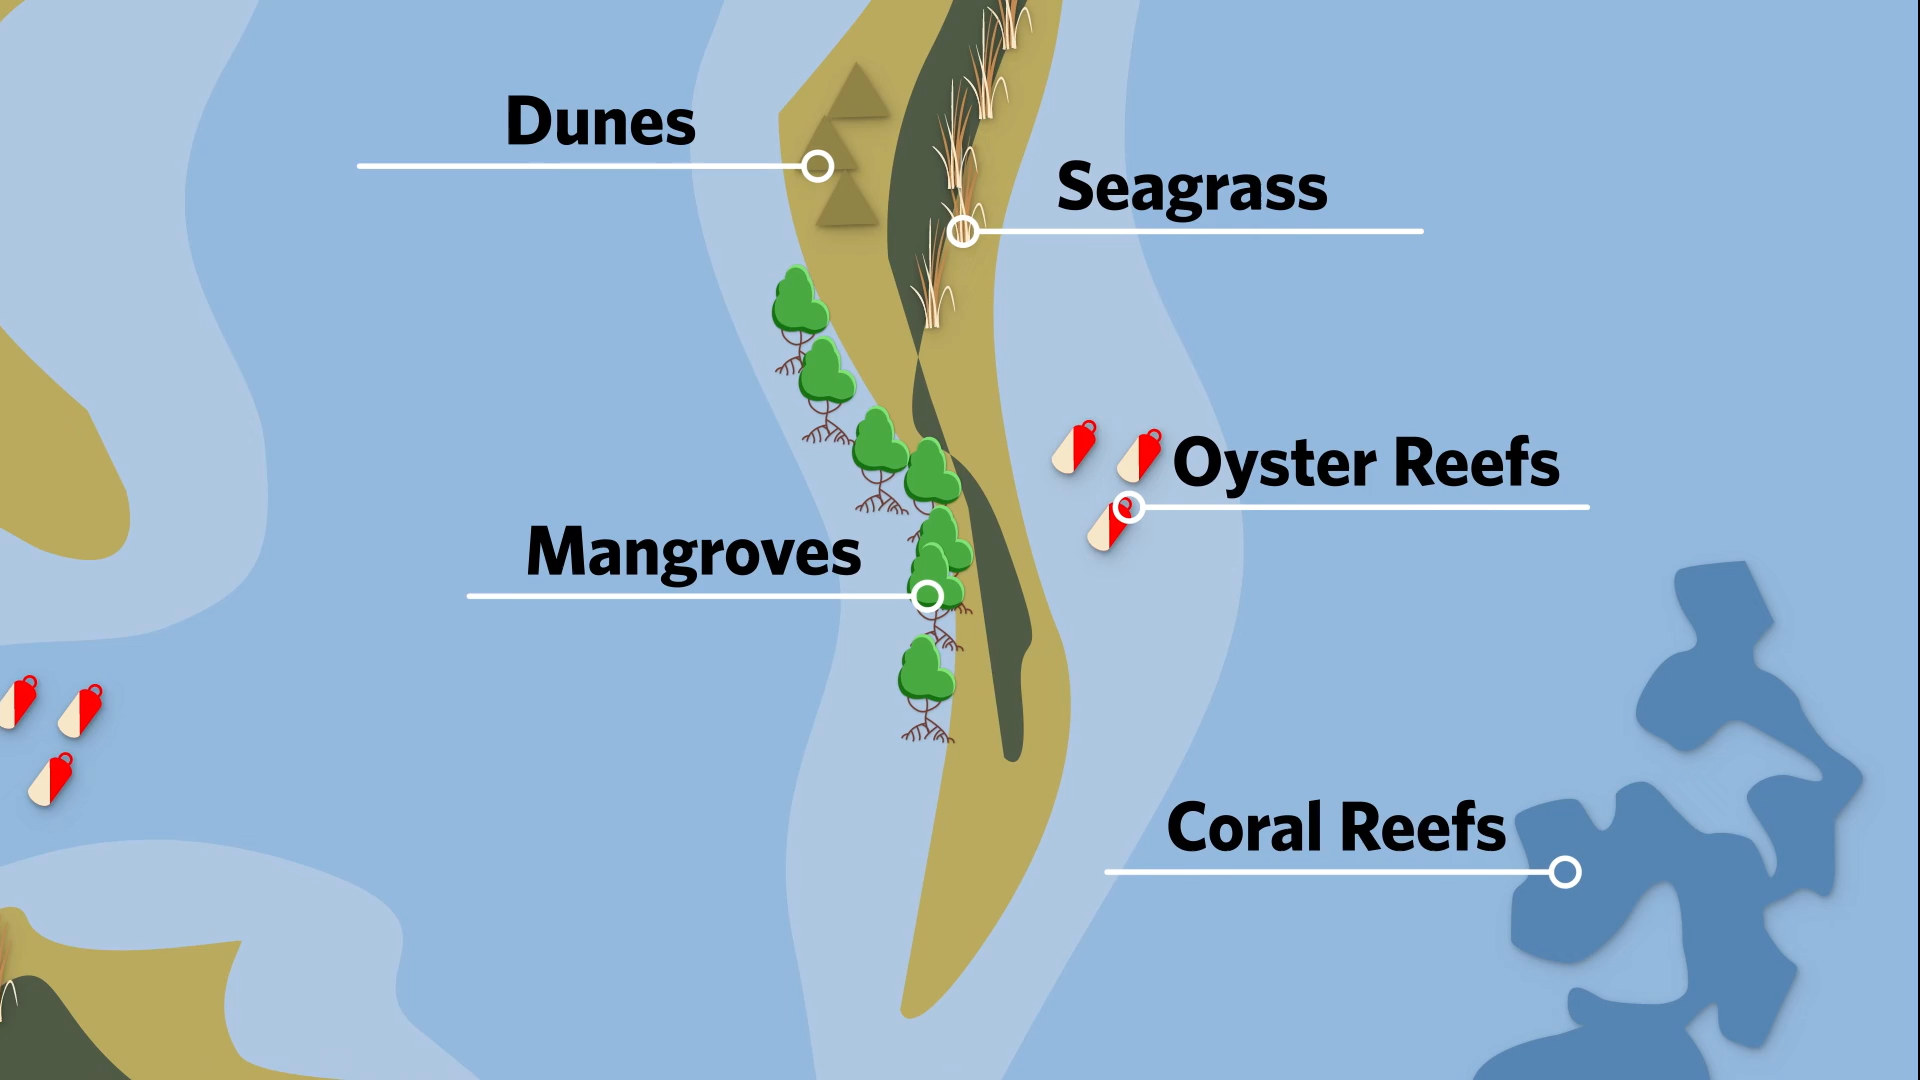 Dunes
Seagrass
Oyster Reefs
Mangroves
Coral Reefs